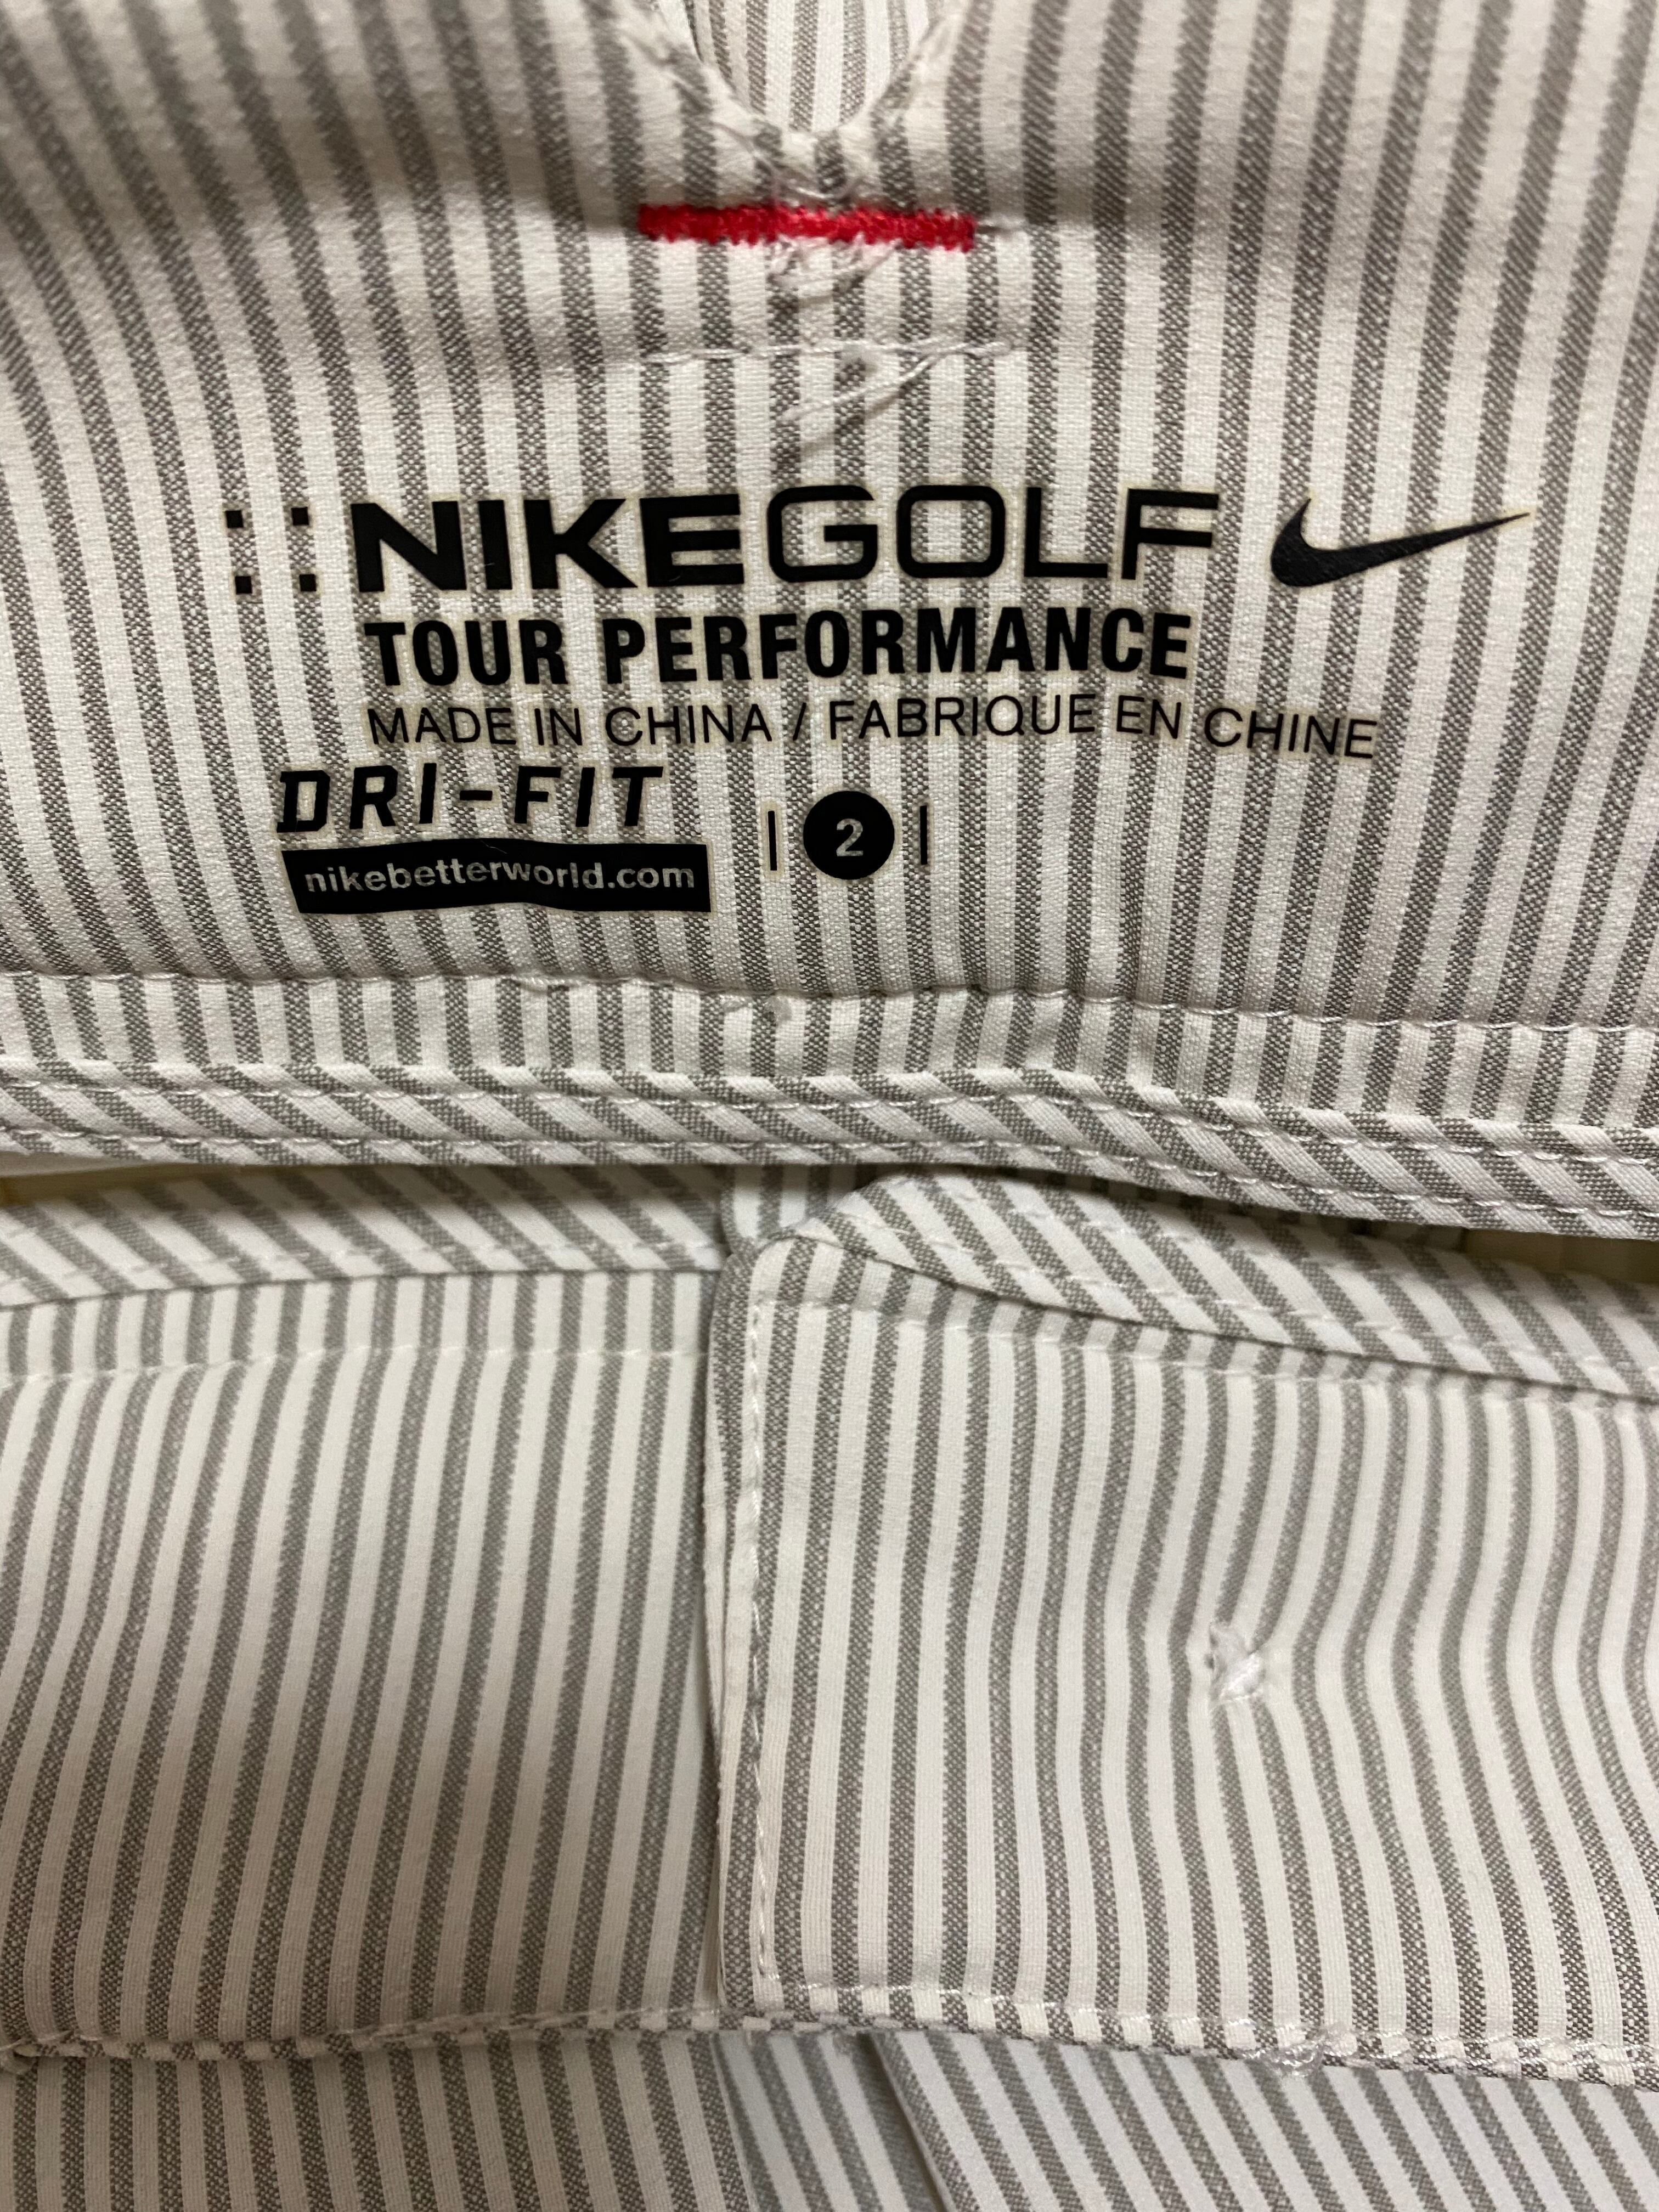 NIKEGOLF
TOUR PERFORMANCE
MADE IN CHINA / FABRIQUE EN CHINE
DRI-FIT
nikebetterworld.com
| 2 |